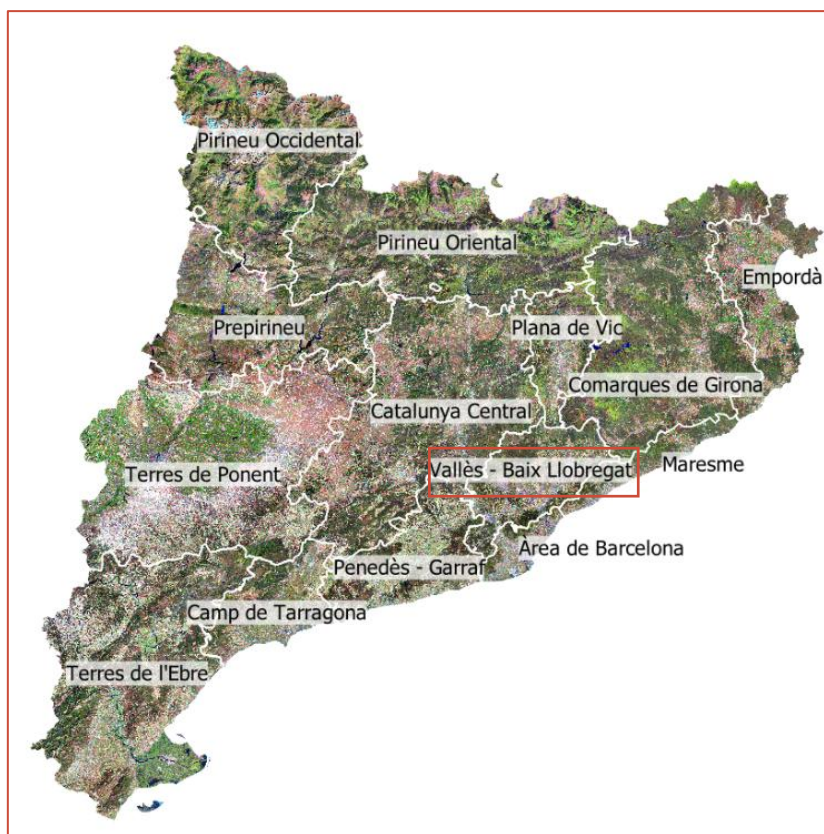 Pirineu Occidental
Pirineu Oriental
Empordà
Prepirineu
Plana de Vic
Comarques de Girona
Catalunya Central
Terres de Ponent
Vallès - Baix Llobregat
Maresme
Àrea de Barcelona
Penedès - Garraf
Camp de Tarragona
Terres de l'Ebre